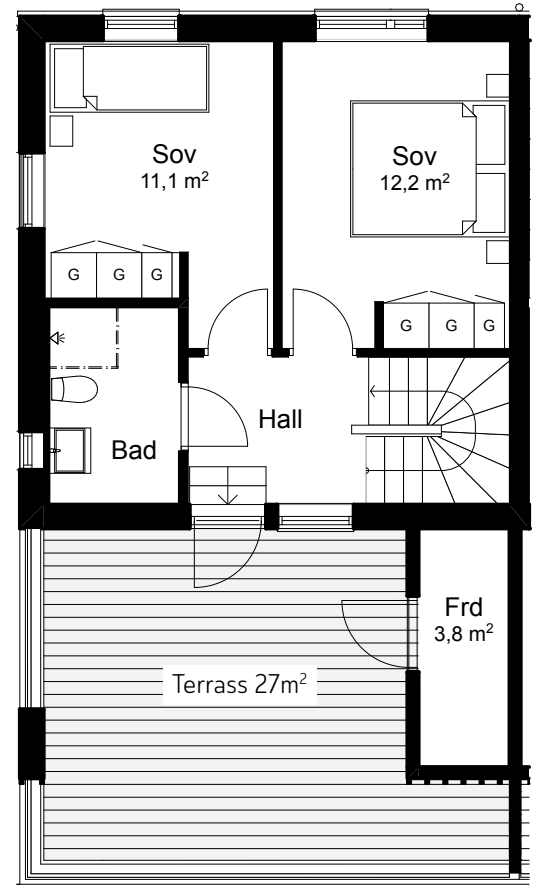 Sov
11,1 m²
Sov
12,2 m²
G G G
G G G
Hall
Bad
Frd
3,8 m²
Terrass 27m²